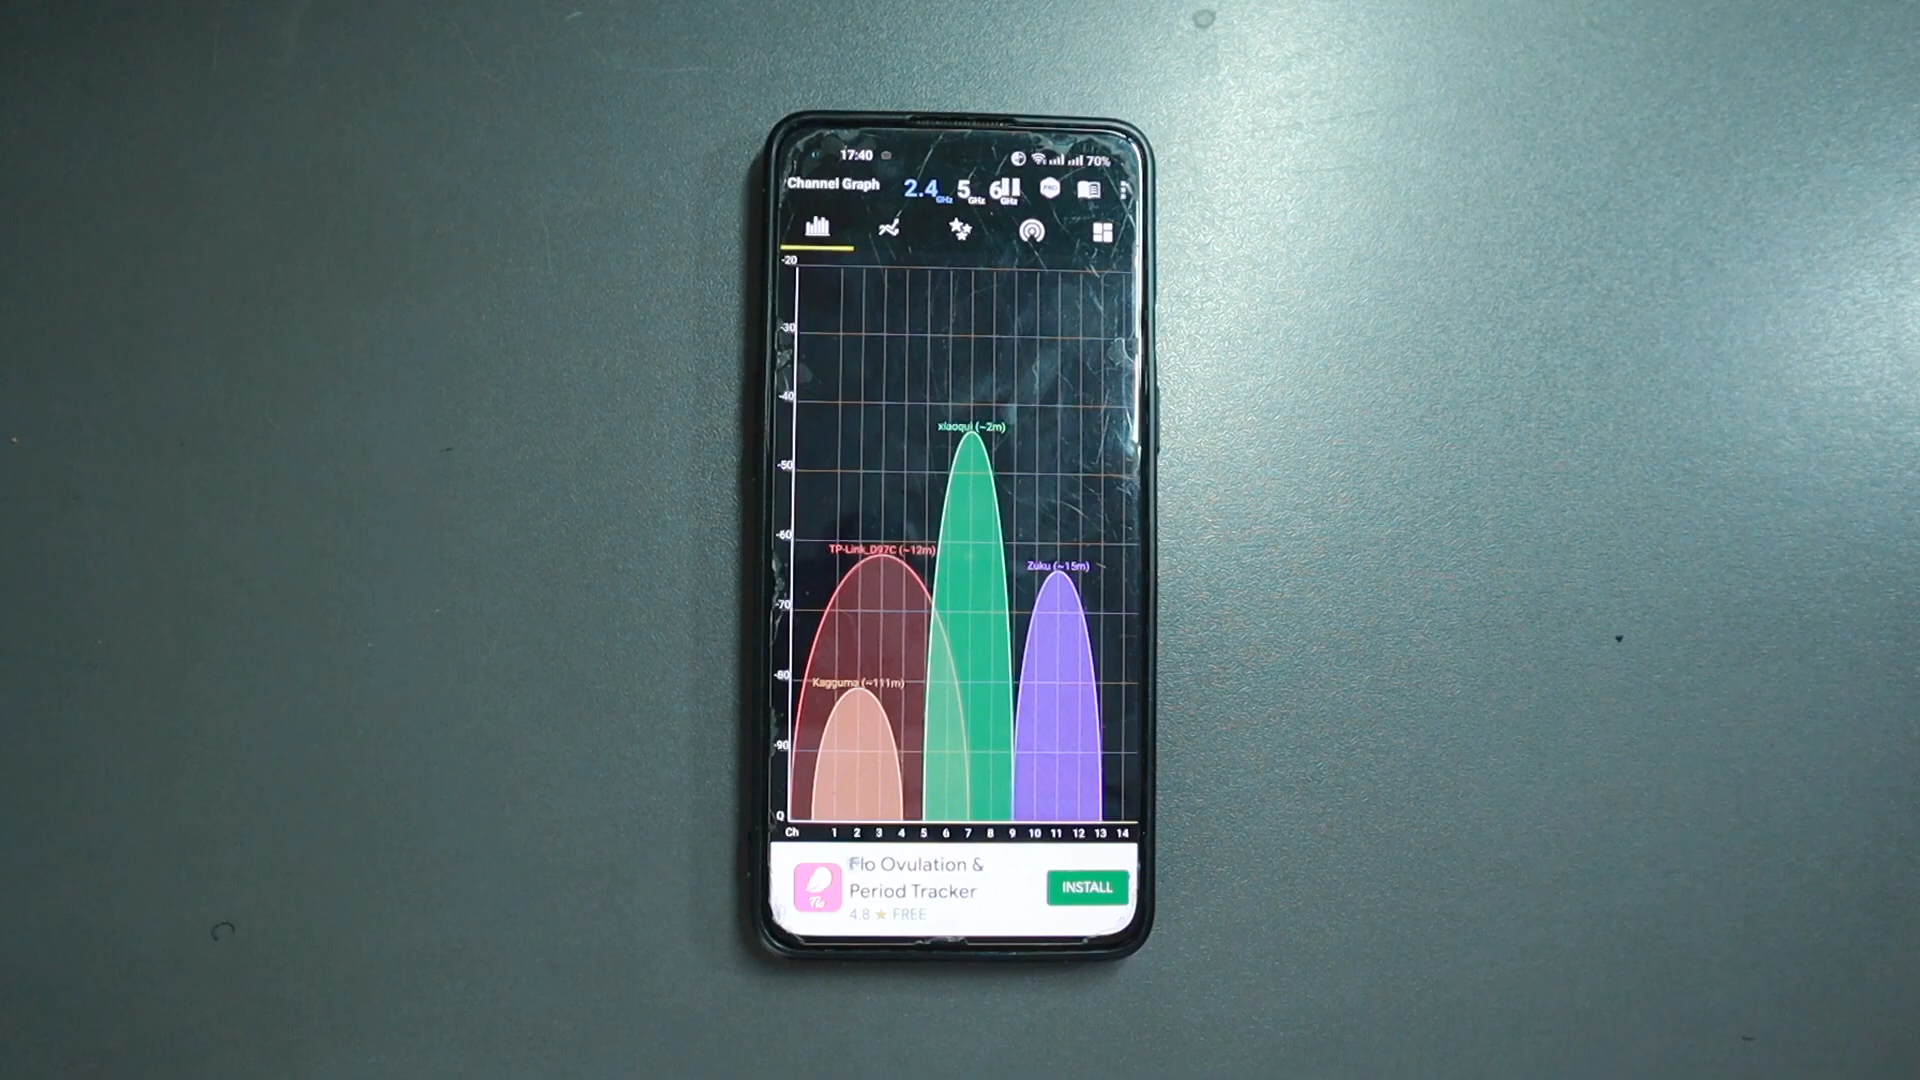 17:40 70%
Channel Graph 2.4 GHz 5 GHz 6 GHz PRO
-20
-30
-40
xiaoqui (~2m)
-50
-60
TP-Link_D97C (~12m)
Zuku (~15m)
-70
-80
Kagguma (~111m)
-90
Ch 1 2 3 4 5 6 7 8 9 10 11 12 13 14
Flo Ovulation &
Period Tracker
4.8 ★ FREE
INSTALL
Flo